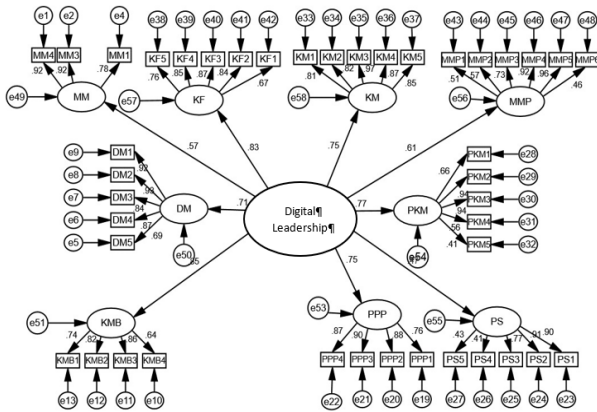 e1 e2 e4 e38 e39 e40 e41 e42 e33 e34 e35 e36 e37 e43 e44 e45 e46 e47 e48
MM4 MM3 MM1 KF5 KF4 KF3 KF2 KF1 KM1 KM2 KM3 KM4 KM5 MMP1 MMP2 MMP3 MMP4 MMP5 MMP6
.92 .92 .78 .76 .85 .87 .84 .67 .81 .82 .97 .87 .85 .51 .57 .73 .92 .96 .46
e49 MM e57 KF e58 KM e56 MMP
.57 .83 .75 .61
e9 DM1 .92 PKM1 e28
e8 DM2 .66 PKM2 e29
e7 DM3 .93 DM .71 Digital¶ .77 PKM .94 PKM3 e30
e6 DM4 .84 Leadership¶ .94 PKM4 e31
e5 DM5 .87 .69 e50 .56 .41 PKM5 e32
e54
.75
e51 KMB e53 PPP e55 PS
.74 .82 .86 .64 .87 .90 .88 .76 .43 .41 .77 .91 .90
KMB1 KMB2 KMB3 KMB4 PPP4 PPP3 PPP2 PPP1 PS5 PS4 PS3 PS2 PS1
e13 e12 e11 e10 e22 e21 e20 e19 e27 e26 e25 e24 e23